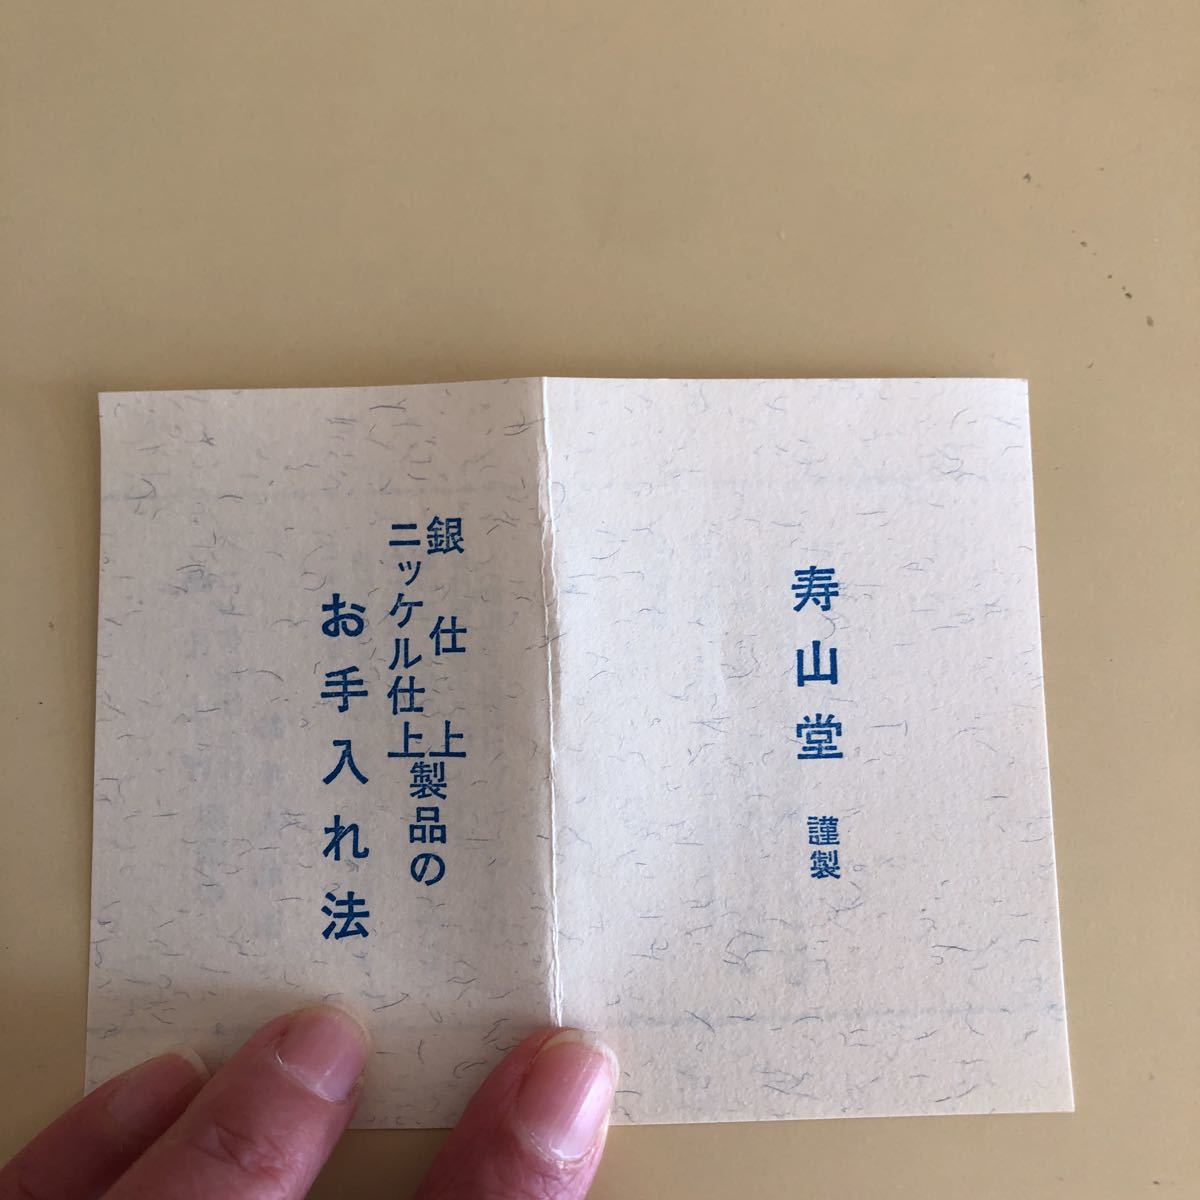 寿山堂
謹製
銀仕上
ニッケル仕上
製品の
お手入れ法